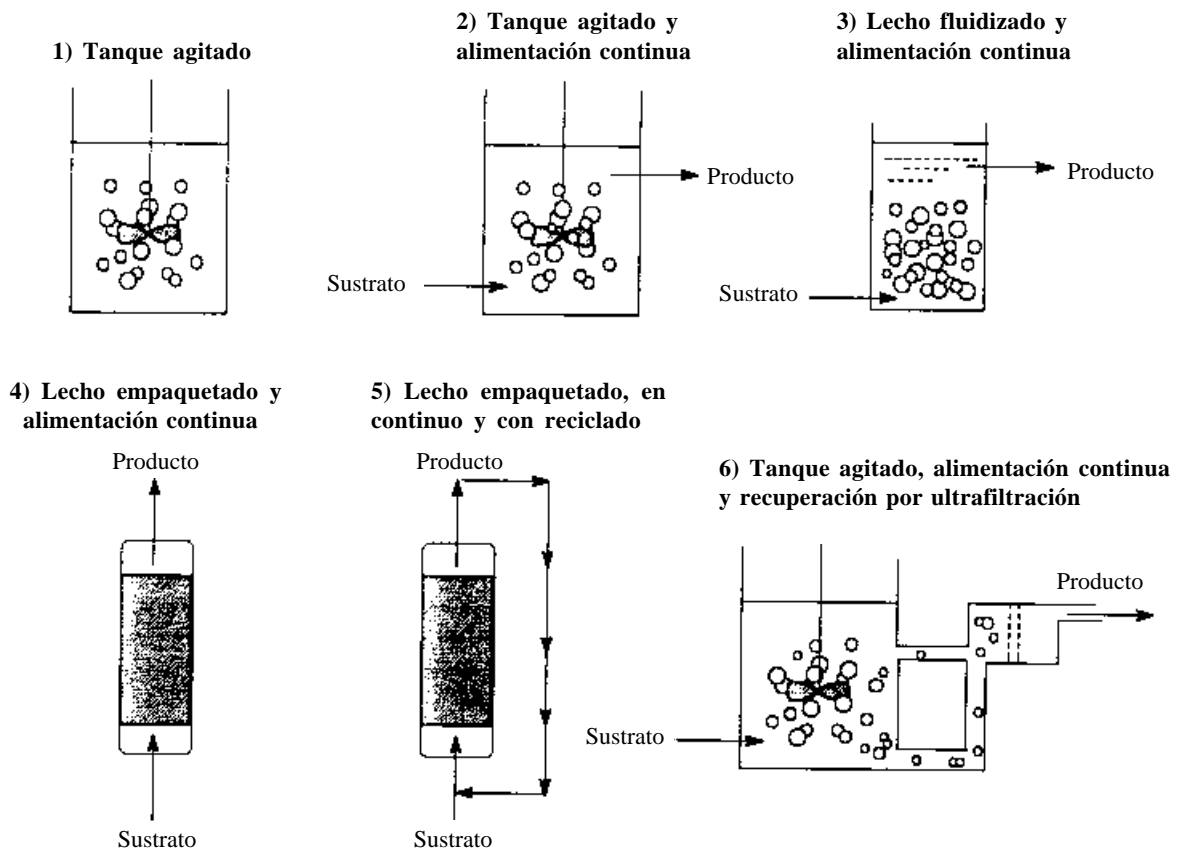 1) Tanque agitado
2) Tanque agitado y
alimentación continua
3) Lecho fluidizado y
alimentación continua
Producto
Sustrato
Producto
Sustrato
4) Lecho empaquetado y
alimentación continua
Producto
Sustrato
5) Lecho empaquetado, en
continuo y con reciclado
Producto
Sustrato
6) Tanque agitado, alimentación continua
y recuperación por ultrafiltración
Producto
Sustrato